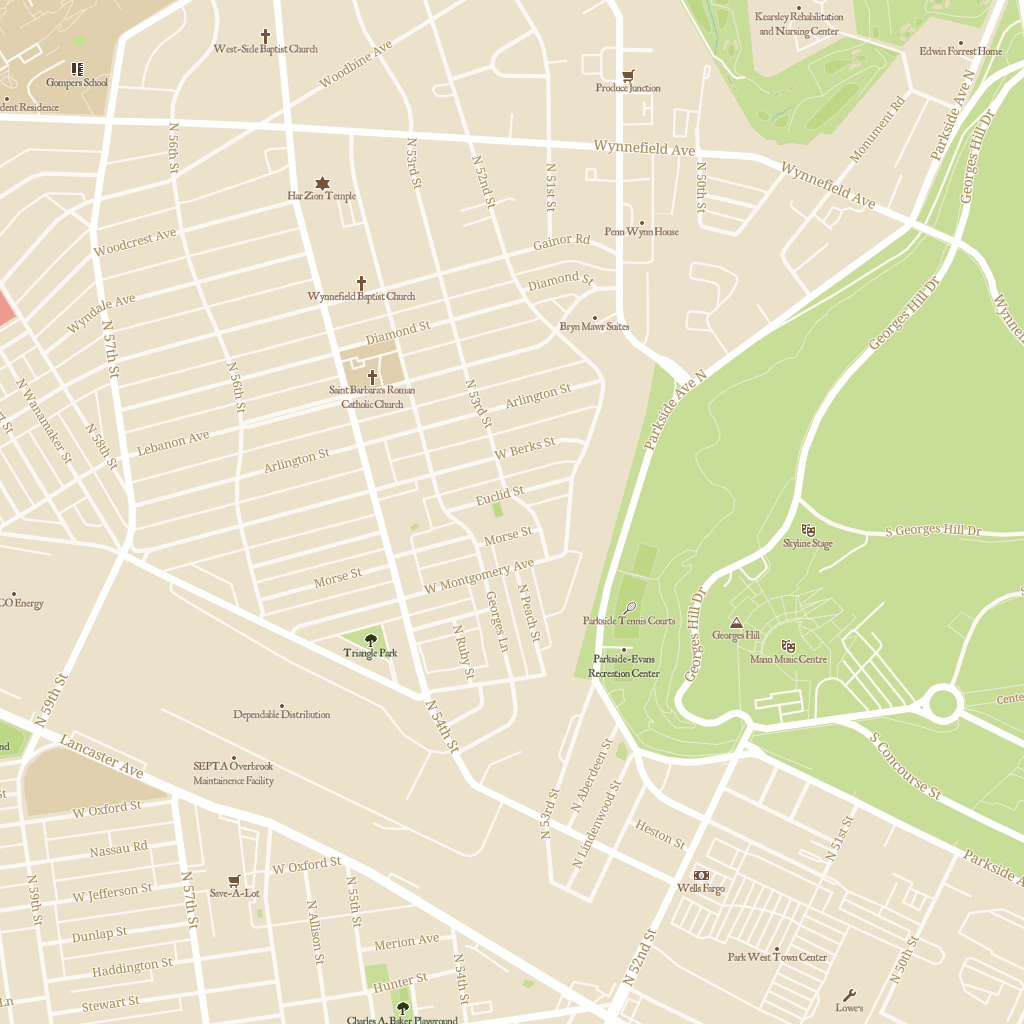 Kearsley Rehabilitation
and Nursing Center
West-Side Baptist Church
Edwin Forrest Home
Woodbine Ave
Gompers School
Produce Junction
dent Residence
Parkside Ave N
Monument Rd
N 56th St
N 53rd St
Wynnefield Ave
Georges Hill Dr
N 52nd St
N 51st St
N 50th St
Wynnefield Ave
Har Zion Temple
Penn Wynn House
Woodcrest Ave
Gainor Rd
Wyndale Ave
Diamond St
Wynnefield Baptist Church
Georges Hill Dr
Wynnef
Bryn Mawr Suites
Diamond St
N 57th St
Saint Barbara's Roman
Catholic Church
N 56th St
N 53rd St
Arlington St
Parkside Ave N
N Wanamaker St
N 58th St
Lebanon Ave
W Berks St
Arlington St
Euclid St
Morse St
S Georges Hill Dr
Skyline Stage
Morse St
W Montgomery Ave
CO Energy
Georges Ln
N Peach St
Parkside Tennis Courts
Georges Hill Dr
Georges Hill
Triangle Park
N Ruby St
Parkside-Evans
Recreation Center
Mann Music Centre
N 59th St
Dependable Distribution
N 54th St
Cente
Lancaster Ave
SEPTA Overbrook
Maintainence Facility
N Aberdeen St
S Concourse St
W Oxford St
N 53rd St
N Lindenwood St
Heston St
N 51st St
Nassau Rd
W Oxford St
Parkside A
W Jefferson St
Save-A-Lot
Wells Fargo
N 59th St
N 57th St
N 55th St
N Allison St
Dunlap St
Merion Ave
N 52nd St
Park West Town Center
N 50th St
Haddington St
Hunter St
N 54th St
Ln
Stewart St
Lowe's
Charles A. Baker Playground